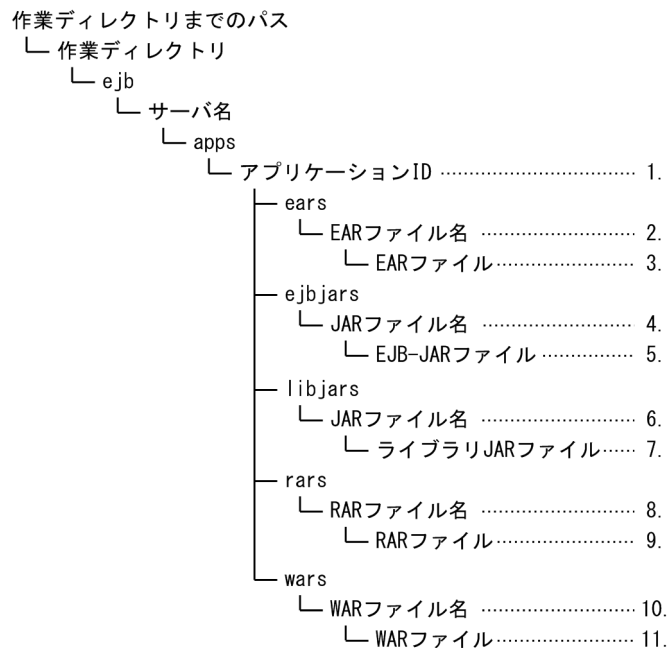 作業ディレクトリまでのパス
作業ディレクトリ
ejb
サーバ名
apps
アプリケーションID ………………………… 1.
ears
EARファイル名 ………………………… 2.
EARファイル ………………………… 3.
ejbjars
JARファイル名 ………………………… 4.
EJB-JARファイル ………………………… 5.
libjars
JARファイル名 ………………………… 6.
ライブラリJARファイル …… 7.
rars
RARファイル名 ………………………… 8.
RARファイル ………………………… 9.
wars
WARファイル名 ………………………… 10.
WARファイル ………………………… 11.